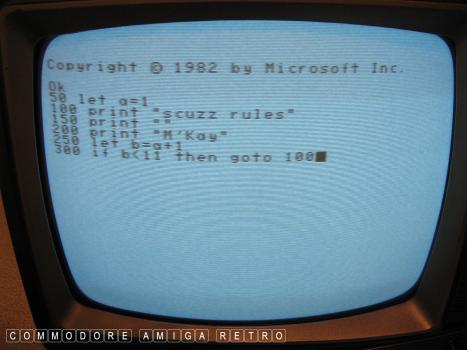 Copyright © 1982 by Microsoft Inc.
Ok
50 let a=1
100 print "scuzz rules"
150 print " "
200 print "M'Kay"
250 let b=a+1
300 if b<11 then goto 100
COMMODORE AMIGA RETRO